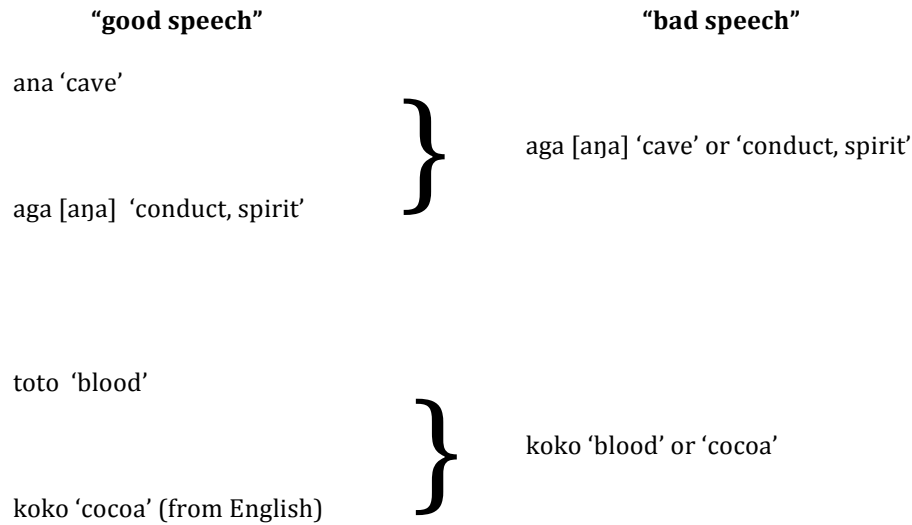 “good speech” “bad speech”
ana ‘cave’
aga [aŋa] ‘cave’ or ‘conduct, spirit’
aga [aŋa]  ‘conduct, spirit’
toto  ‘blood’
koko ‘blood’ or ‘cocoa’
koko ‘cocoa’ (from English)